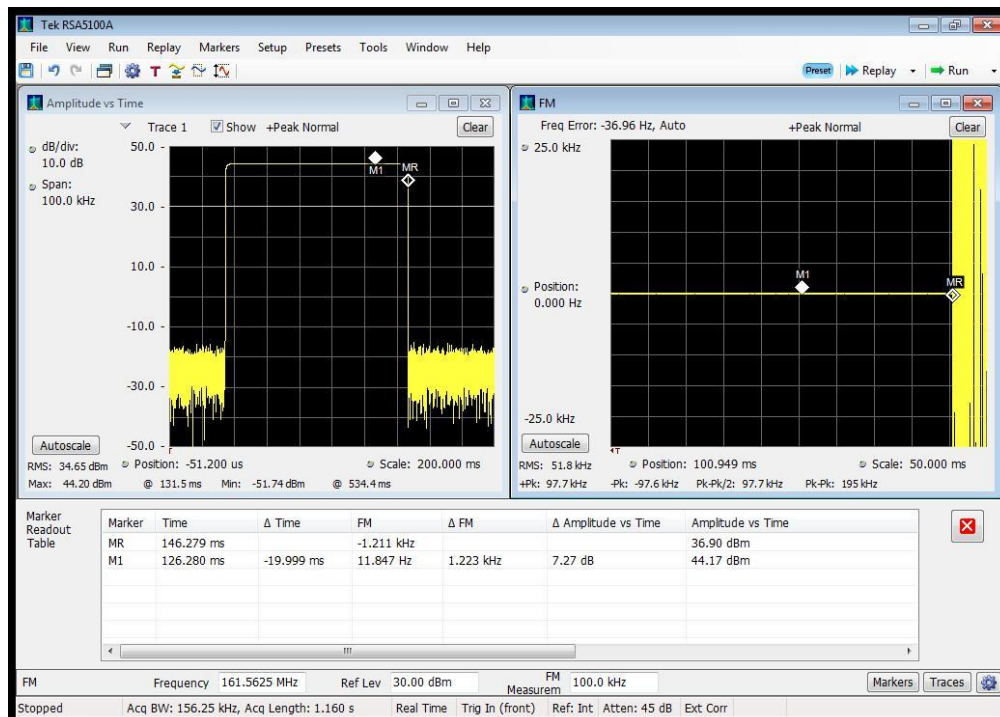 Tek RSA5100A
File View Run Replay Markers Setup Presets Tools Window Help
Preset Replay Run
Amplitude vs Time
Trace 1 Show +Peak Normal Clear
dB/div:
10.0 dB
Span:
100.0 kHz
50.0
30.0
10.0
-10.0
-30.0
-50.0
M1
MR
Autoscale
Position: -51.200 us Scale: 200.000 ms
RMS: 34.65 dBm
Max: 44.20 dBm @ 131.5 ms Min: -51.74 dBm @ 534.4 ms
FM
Freq Error: -36.96 Hz, Auto +Peak Normal Clear
25.0 kHz
Position:
0.000 Hz
-25.0 kHz
M1
MR
T
Autoscale
RMS: 51.8 kHz Position: 100.949 ms Scale: 50.000 ms
+Pk: 97.7 kHz -Pk: -97.6 kHz Pk-Pk/2: 97.7 kHz Pk-Pk: 195 kHz
Marker
Readout
Table
Marker Time Δ Time FM Δ FM Δ Amplitude vs Time Amplitude vs Time
MR 146.279 ms -1.211 kHz 36.90 dBm
M1 126.280 ms -19.999 ms 11.847 Hz 1.223 kHz 7.27 dB 44.17 dBm
FM Frequency 161.5625 MHz Ref Lev 30.00 dBm FM Measurem 100.0 kHz Markers Traces
Stopped Acq BW: 156.25 kHz, Acq Length: 1.160 s Real Time Trig In (front) Ref: Int Atten: 45 dB Ext Corr